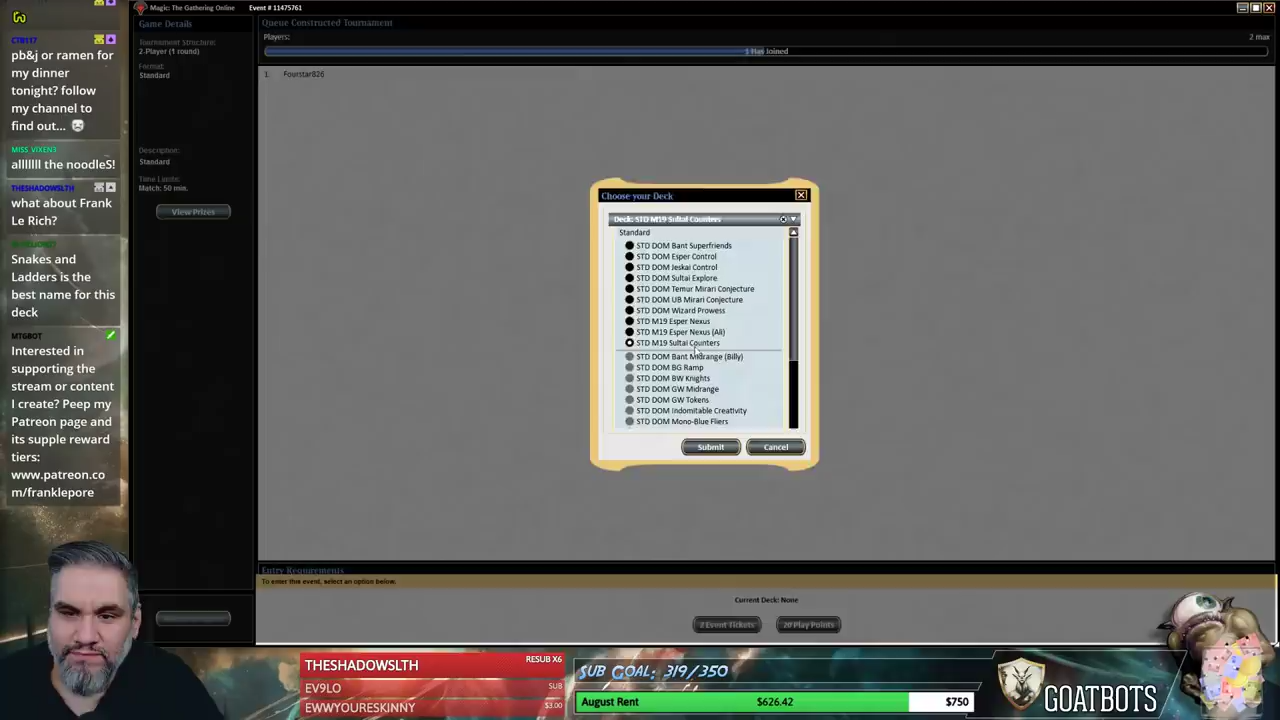 Magic: The Gathering Online
Event # 11475761
Game Details
Tournament Structure:
2-Player (1 round)
Format:
Standard
Description:
Standard
Time Limits:
Match: 50 min.
View Prizes
Queue Constructed Tournament
Players:
2 max
1 Has Joined
1
Fourstar826
Choose your Deck
Deck: STD M19 Sultai Counters
Standard
STD DOM Bant Superfriends
STD DOM Esper Control
STD DOM Jeskai Control
STD DOM Sultai Explore
STD DOM Temur Mirari Conjecture
STD DOM UB Mirari Conjecture
STD DOM Wizard Prowess
STD M19 Esper Nexus
STD M19 Esper Nexus (Ali)
STD M19 Sultai Counters
STD DOM Bant Midrange (Billy)
STD DOM BG Ramp
STD DOM BW Knights
STD DOM GW Midrange
STD DOM GW Tokens
STD DOM Indomitable Creativity
STD DOM Mono-Blue Fliers
Submit
Cancel
Entry Requirements
To enter this event, select an option below.
Current Deck: None
2 Event Tickets
20 Play Points
CTB117
pb&j or ramen for
my dinner
tonight? follow
my channel to
find out...
MISS_VIXEN3
alllllll the noodleS!
THESHADOWSLTH
what about Frank
Le Rich?
Snakes and
Ladders is the
best name for this
deck
MTGBOT
Interested in
supporting the
stream or content
I create? Peep my
Patreon page and
its supple reward
tiers:
www.patreon.co
m/franklepore
THESHADOWSLTH
RESUB X6
EV9LO
SUB
EWWYOURESKINNY
$3.00
SUB GOAL: 319/350
August Rent
$626.42
$750
GOATBOTS